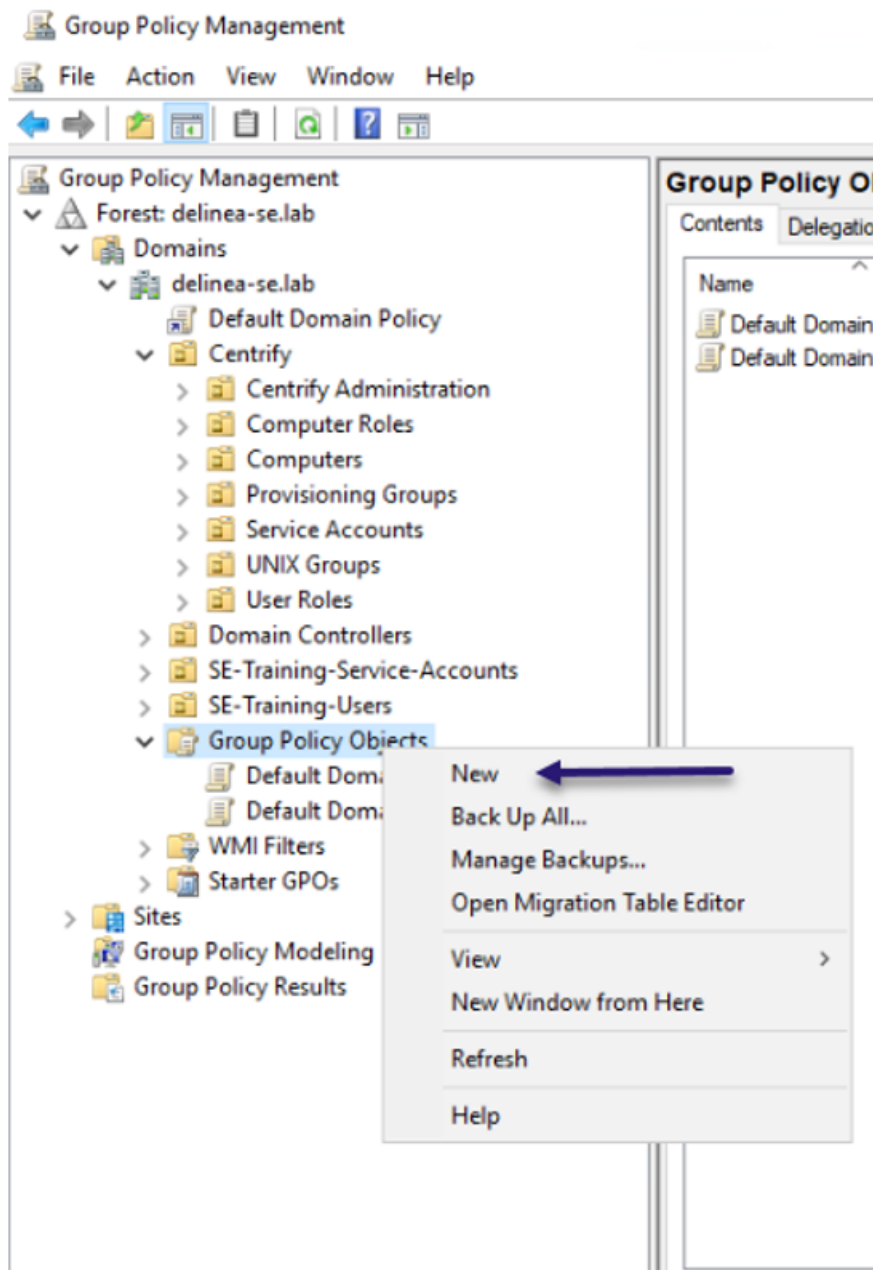 Group Policy Management
File Action View Window Help
Group Policy Management
Forest: delinea-se.lab
Domains
delinea-se.lab
Default Domain Policy
Centrify
Centrify Administration
Computer Roles
Computers
Provisioning Groups
Service Accounts
UNIX Groups
User Roles
Domain Controllers
SE-Training-Service-Accounts
SE-Training-Users
Group Policy Objects
Default Doma
Default Doma
WMI Filters
Starter GPOs
Sites
Group Policy Modeling
Group Policy Results
New
Back Up All...
Manage Backups...
Open Migration Table Editor
View
New Window from Here
Refresh
Help
Group Policy Ol
Contents Delegatio
Name
Default Domain
Default Domain